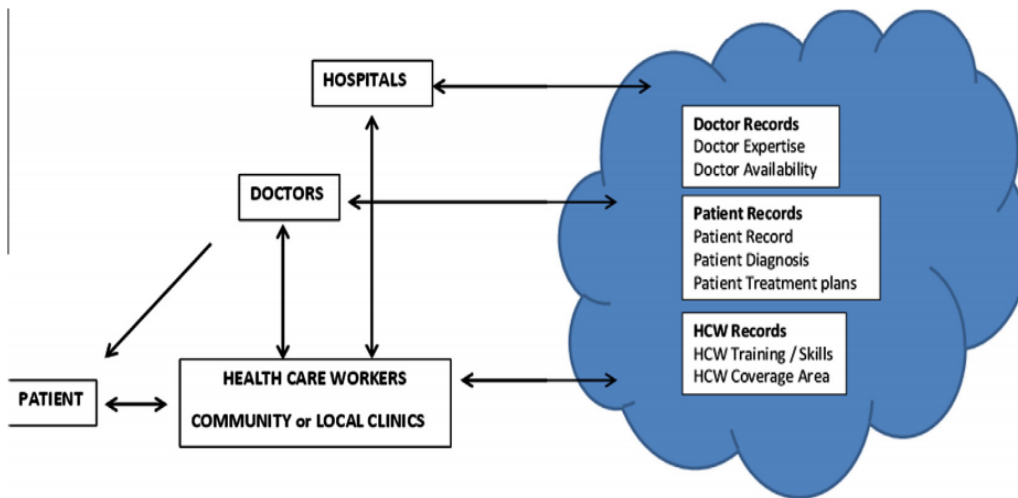 HOSPITALS
DOCTORS
PATIENT
HEALTH CARE WORKERS
COMMUNITY or LOCAL CLINICS
Doctor Records
Doctor Expertise
Doctor Availability
Patient Records
Patient Record
Patient Diagnosis
Patient Treatment plans
HCW Records
HCW Training / Skills
HCW Coverage Area